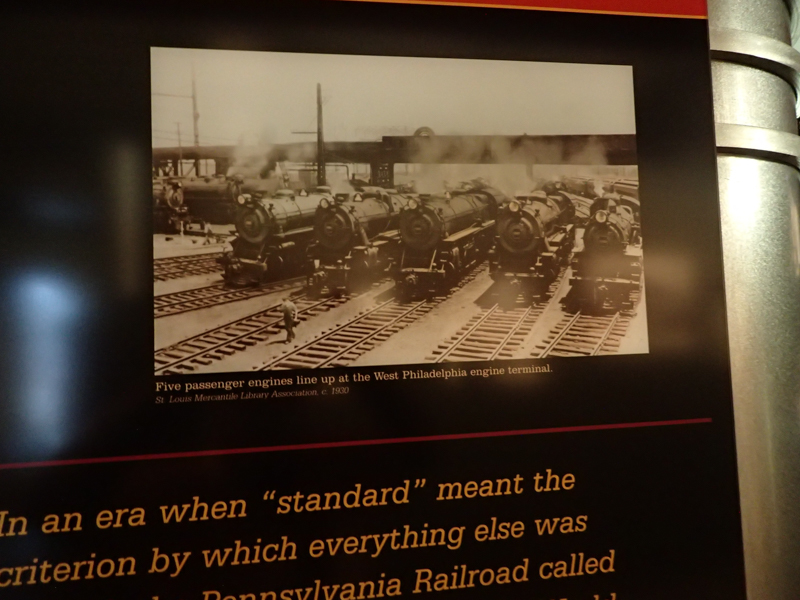 Five passenger engines line up at the West Philadelphia engine terminal.
St. Louis Mercantile Library Association, c. 1930
In an era when “standard” meant the
criterion by which everything else was
Pennsylvania Railroad called